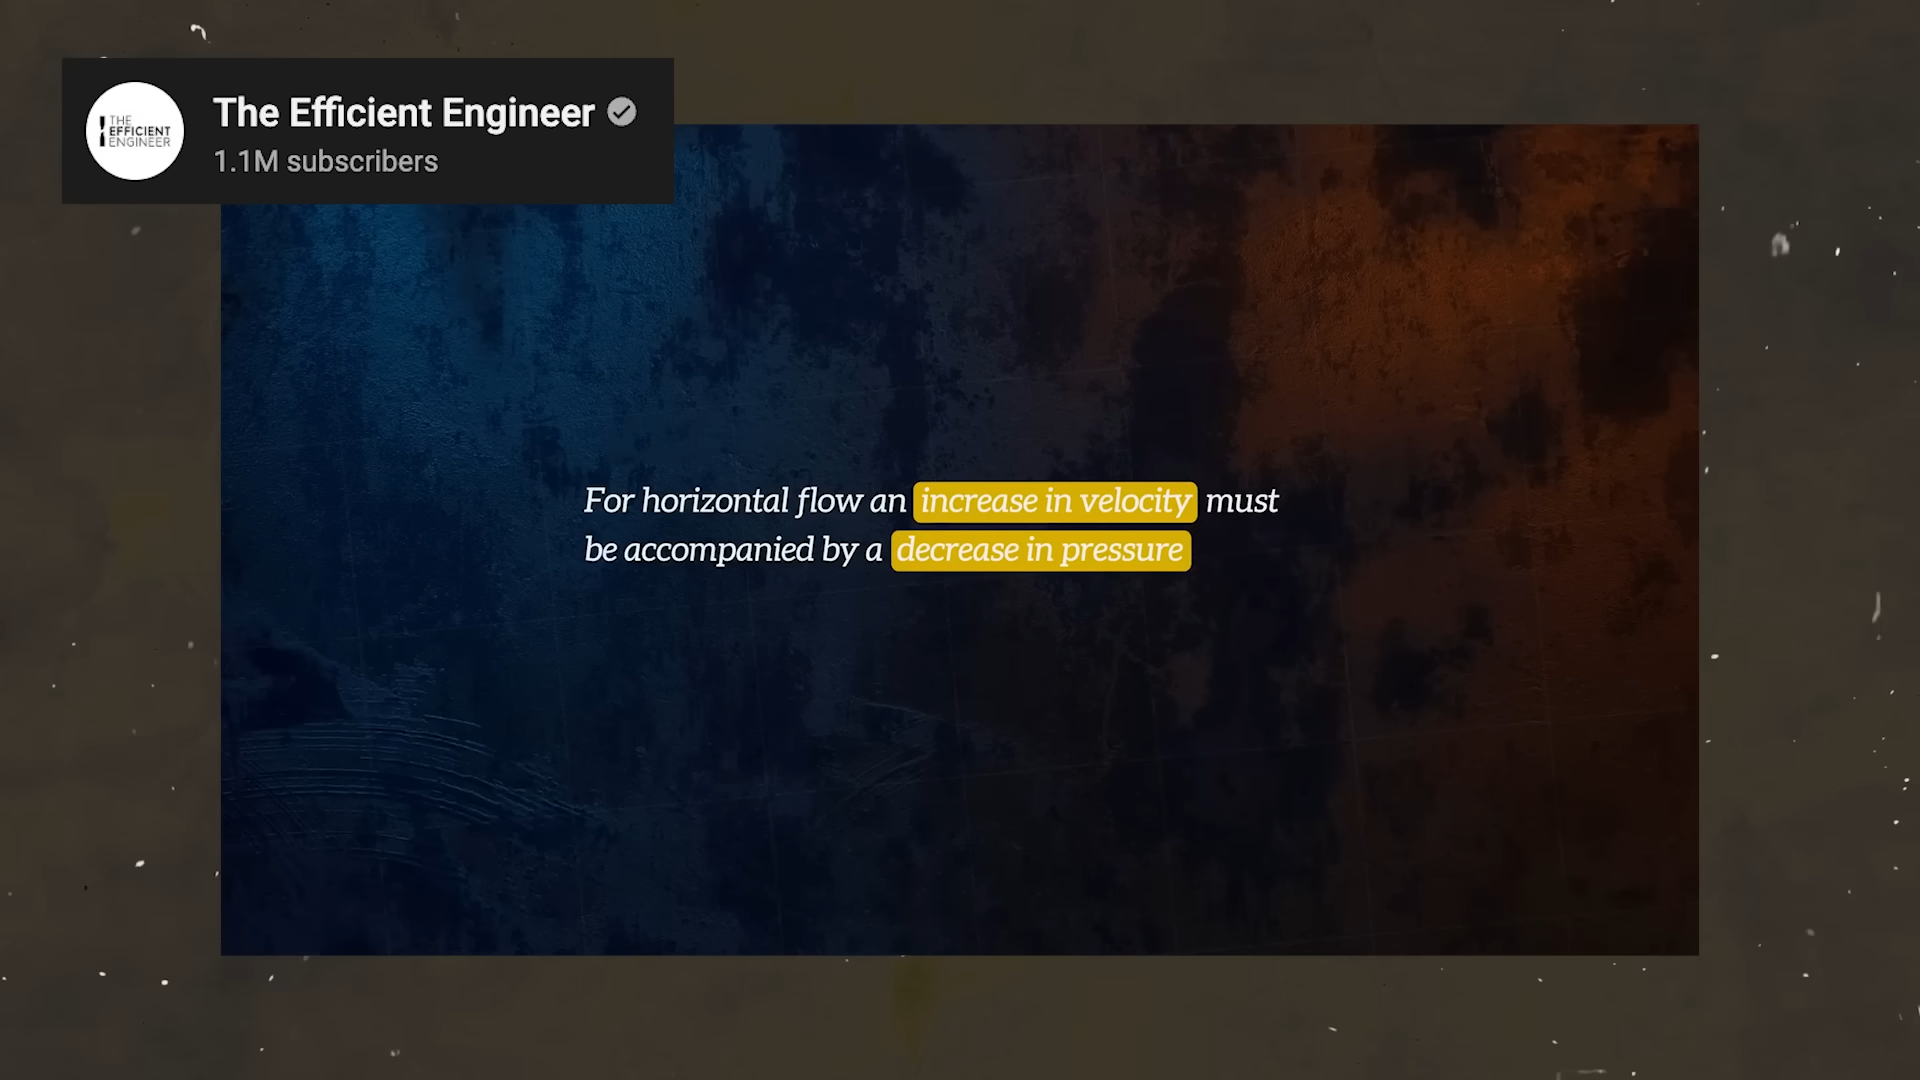 THE
EFFICIENT
ENGINEER
The Efficient Engineer
1.1M subscribers
For horizontal flow an increase in velocity must
be accompanied by a decrease in pressure